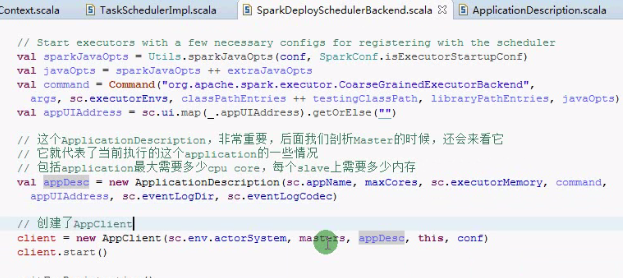 Context.scala TaskSchedulerImpl.scala SparkDeploySchedulerBackend.scala ApplicationDescription.scala
// Start executors with a few necessary configs for registering with the scheduler
val sparkJavaOpts = Utils.sparkJavaOpts(conf, SparkConf.isExecutorStartupConf)
val javaOpts = sparkJavaOpts ++ extraJavaOpts
val command = Command("org.apache.spark.executor.CoarseGrainedExecutorBackend",
args, sc.executorEnvs, classPathEntries ++ testingClassPath, libraryPathEntries, javaOpts)
val appUIAddress = sc.ui.map(_.appUIAddress).getOrElse("")
// 这个ApplicationDescription，非常重要，后面我们剖析Master的时候，还会来看它
// 它就代表了当前执行的这个application的一些情况
// 包括application最大需要多少cpu core，每个slave上需要多少内存
val appDesc = new ApplicationDescription(sc.appName, maxCores, sc.executorMemory, command,
appUIAddress, sc.eventLogDir, sc.eventLogCodec)
// 创建了AppClient
client = new AppClient(sc.env.actorSystem, masters, appDesc, this, conf)
client.start()